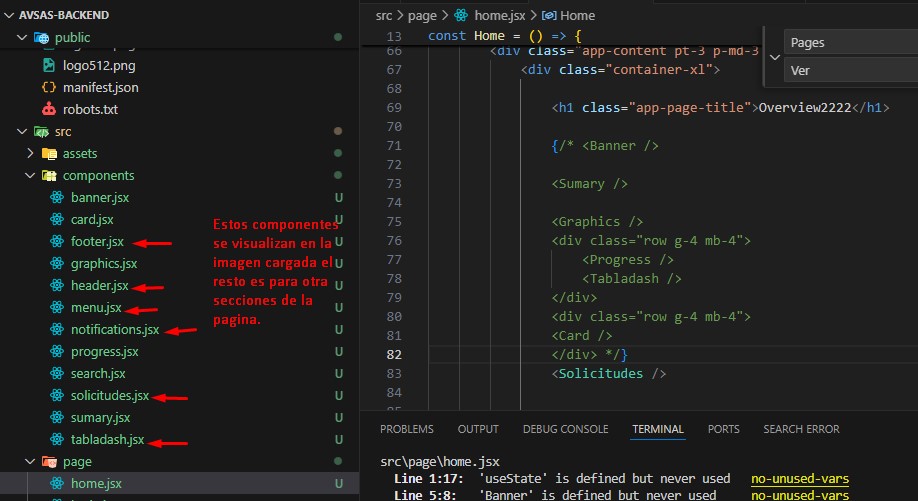 AVSAS-BACKEND
public
logo512.png
manifest.json
robots.txt
src
assets
components
banner.jsx U
card.jsx U
footer.jsx U
graphics.jsx U
header.jsx U
menu.jsx U
notifications.jsx U
progress.jsx U
search.jsx U
solicitudes.jsx U
sumary.jsx U
tabladash.jsx U
page
home.jsx U
Estos componentes
se visualizan en la
imagen cargada el
resto es para otra
secciones de la
pagina.
src > page > home.jsx > Home
13 const Home = () => {
66 <div class="app-content pt-3 p-md-3
67 <div class="container-xl">
68
69 <h1 class="app-page-title">Overview2222</h1>
70
71 {/* <Banner />
72
73 <Sumary />
74
75 <Graphics />
76 <div class="row g-4 mb-4">
77 <Progress />
78 <Tabladash />
79 </div>
80 <div class="row g-4 mb-4">
81 <Card />
82 </div> */}
83 <Solicitudes />
84
Pages
Ver
PROBLEMS OUTPUT DEBUG CONSOLE TERMINAL PORTS SEARCH ERROR
src\page\home.jsx
Line 1:17: 'useState' is defined but never used no-unused-vars
Line 5:8: 'Banner' is defined but never used no-unused-vars